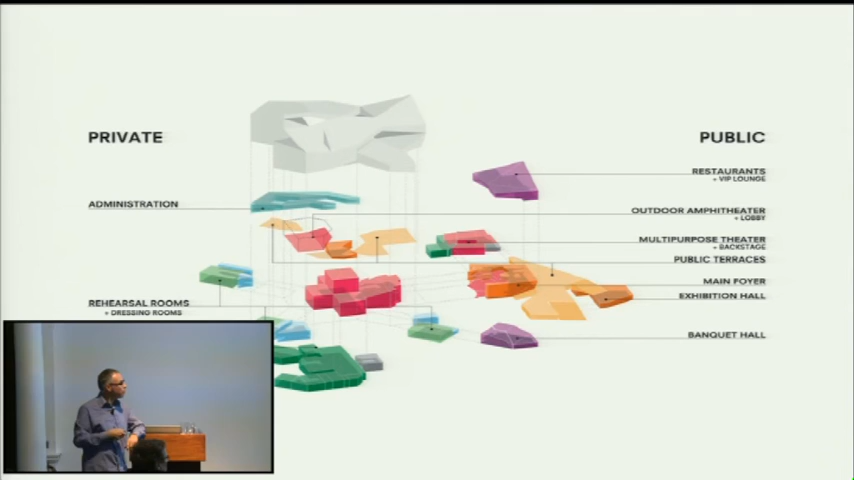 PRIVATE
PUBLIC
RESTAURANTS
+ VIP LOUNGE
ADMINISTRATION
OUTDOOR AMPHITHEATER
+ LOBBY
MULTIPURPOSE THEATER
+ BACKSTAGE
PUBLIC TERRACES
MAIN FOYER
EXHIBITION HALL
REHEARSAL ROOMS
+ DRESSING ROOMS
BANQUET HALL